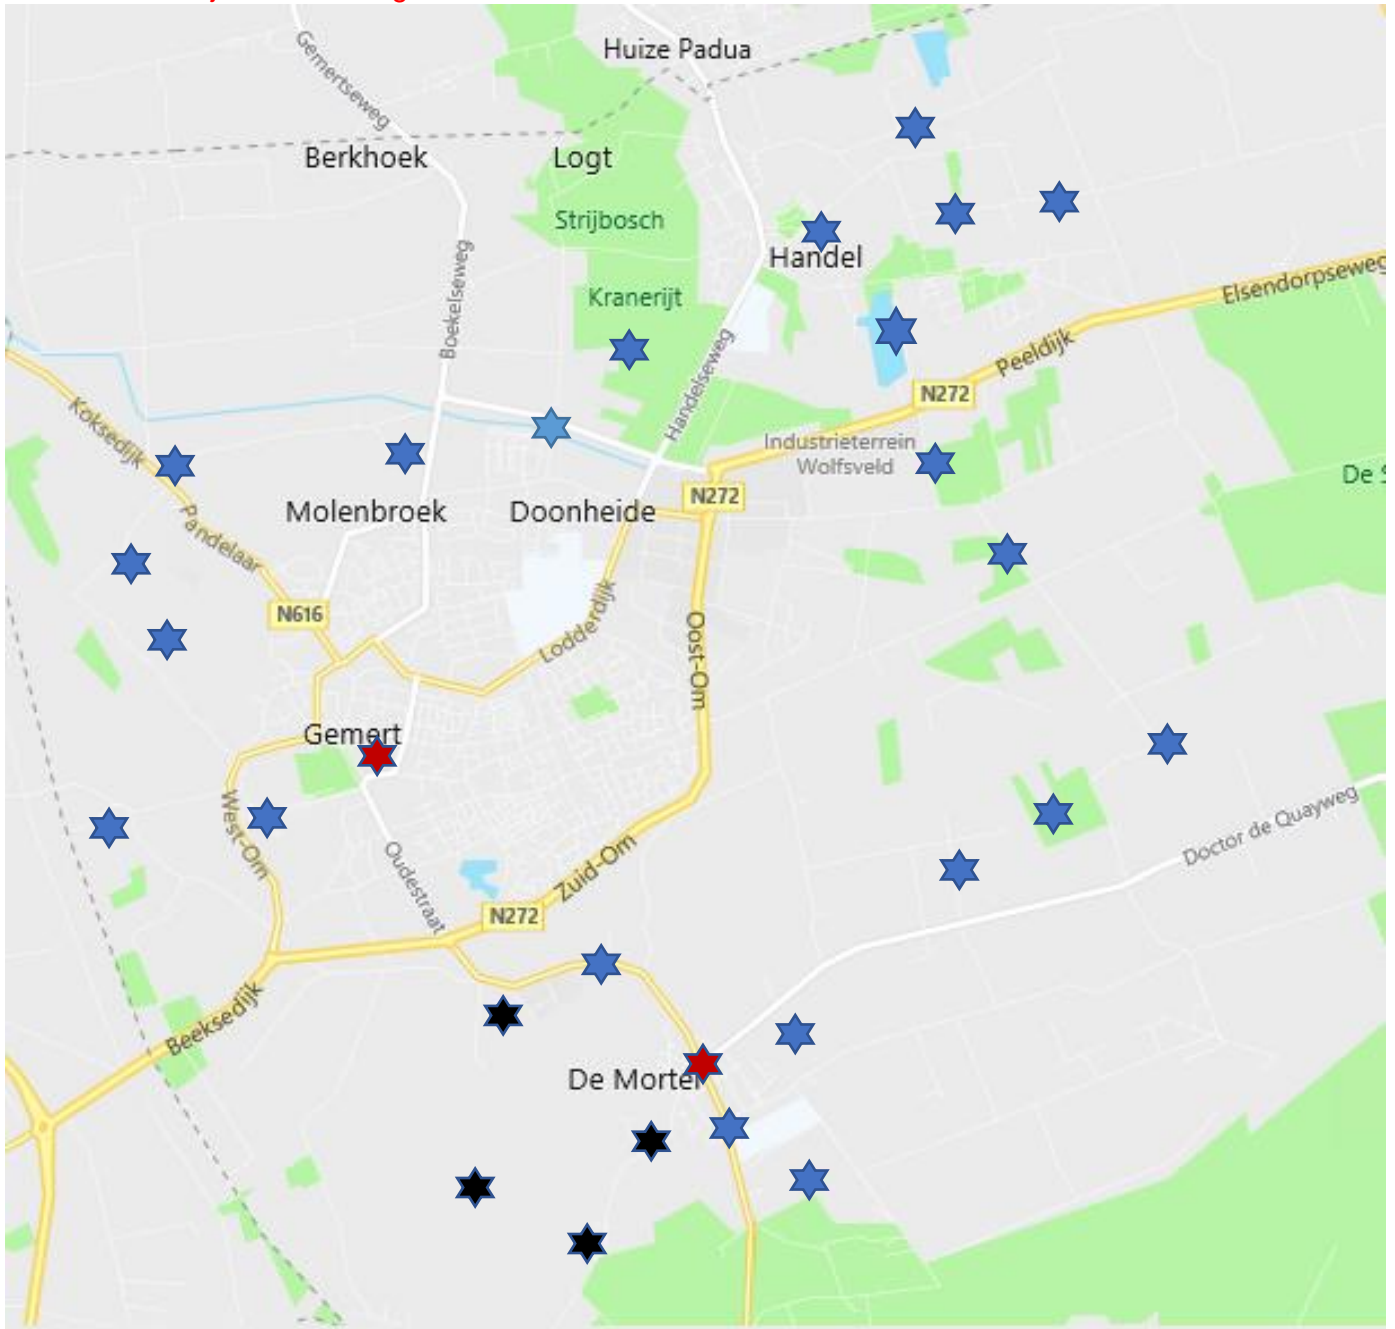 Huize Padua
Gemertseweg
Berkhoek
Logt
Strijbosch
Handel
Elsendorpseweg
Kranerijt
Boekelseweg
Handelseweg
Peeldijk
N272
Koksedijk
Industrieterrein
Wolfsveld
De S
N272
Molenbroek
Doonheide
Pandelaar
N616
Lodderdijk
Oost-Om
Gemert
West-Om
Doctor de Quayweg
Oudestraat
Zuid-Om
N272
Beeksedijk
De Mortel